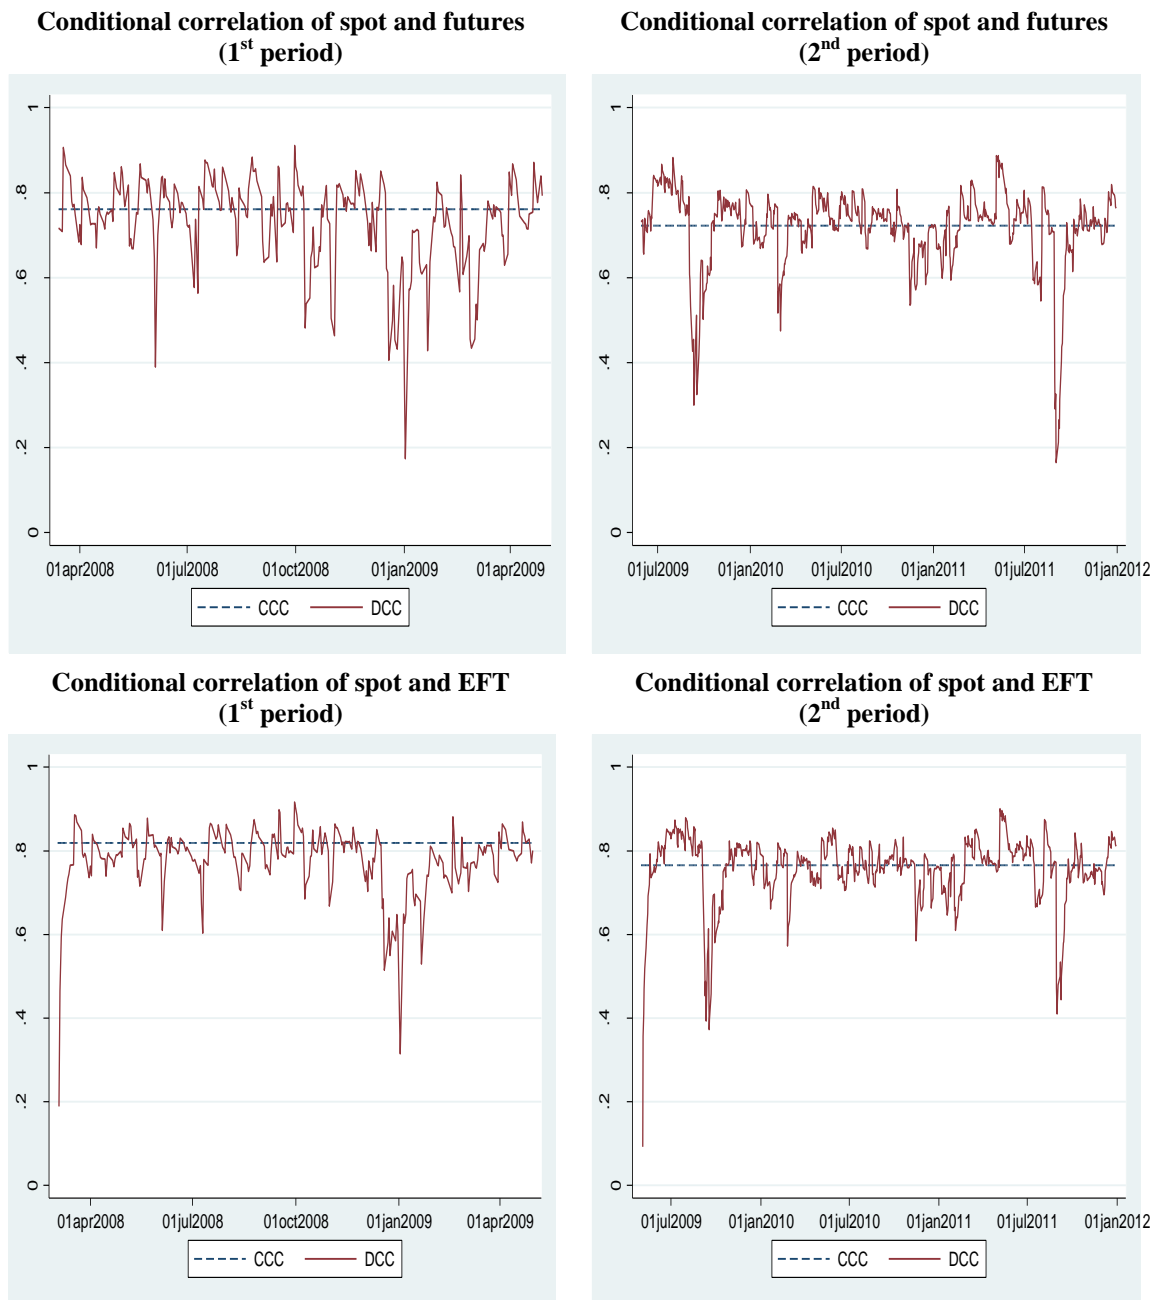 Conditional correlation of spot and futures
(1st period)
1
.8
.6
.4
.2
0
01apr2008 01jul2008 01oct2008 01jan2009 01apr2009
CCC DCC
Conditional correlation of spot and futures
(2nd period)
1
.8
.6
.4
.2
0
01jul2009 01jan2010 01jul2010 01jan2011 01jul2011 01jan2012
CCC DCC
Conditional correlation of spot and EFT
(1st period)
1
.8
.6
.4
.2
0
01apr2008 01jul2008 01oct2008 01jan2009 01apr2009
CCC DCC
Conditional correlation of spot and EFT
(2nd period)
1
.8
.6
.4
.2
0
01jul2009 01jan2010 01jul2010 01jan2011 01jul2011 01jan2012
CCC DCC